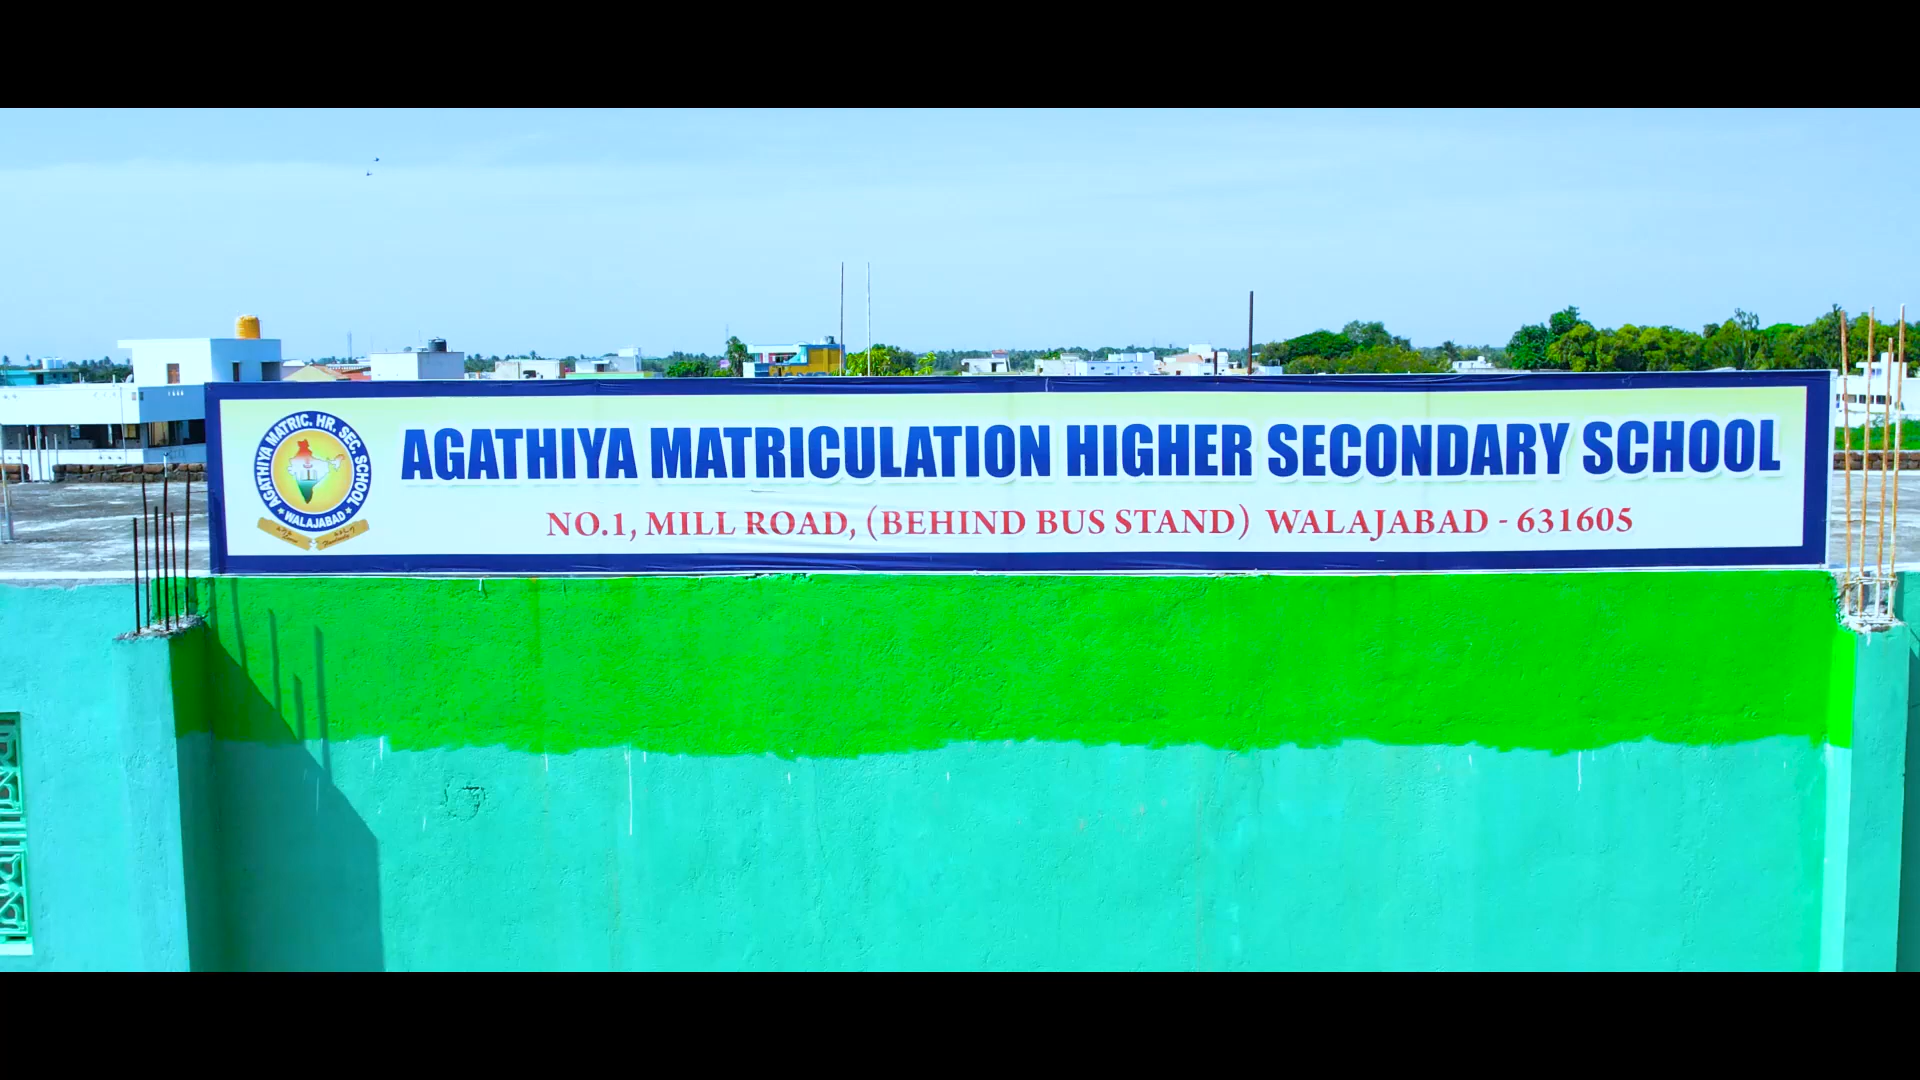 AGATHIYA MATRICULATION HIGHER SECONDARY SCHOOL
NO.1, MILL ROAD, (BEHIND BUS STAND) WALAJABAD - 631605
AGATHIYA MATRIC. HR. SEC. SCHOOL
★ WALAJABAD ★